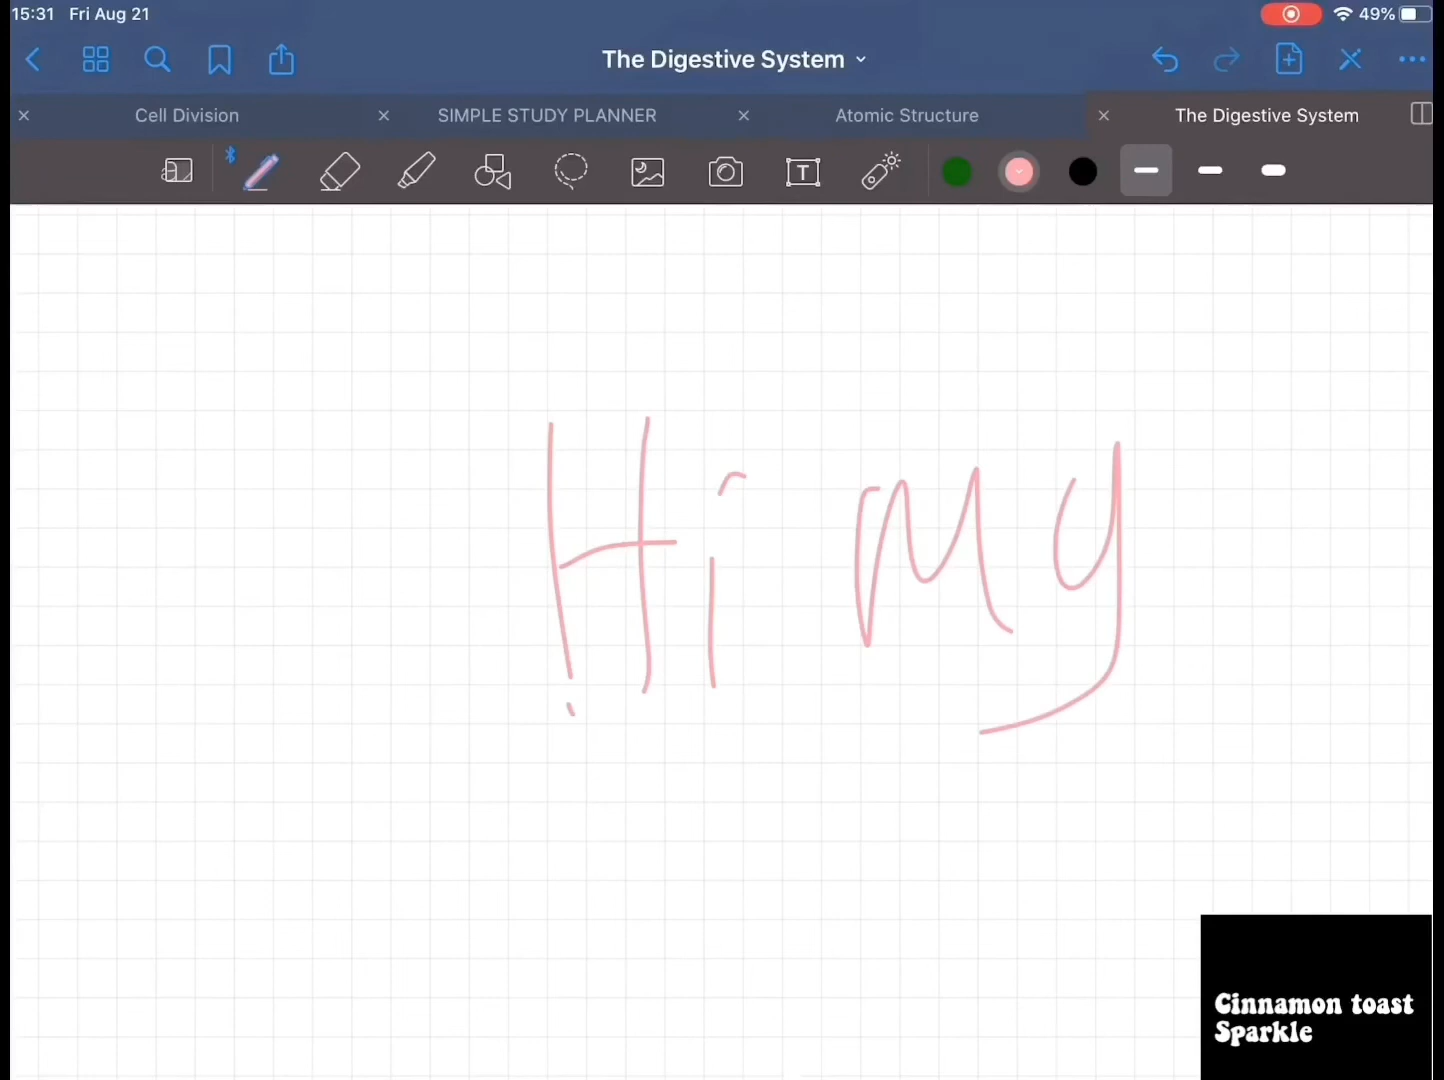 15:31 Fri Aug 21 49%
The Digestive System
Cell Division SIMPLE STUDY PLANNER Atomic Structure The Digestive System
T
Hi my
Cinnamon toast
Sparkle